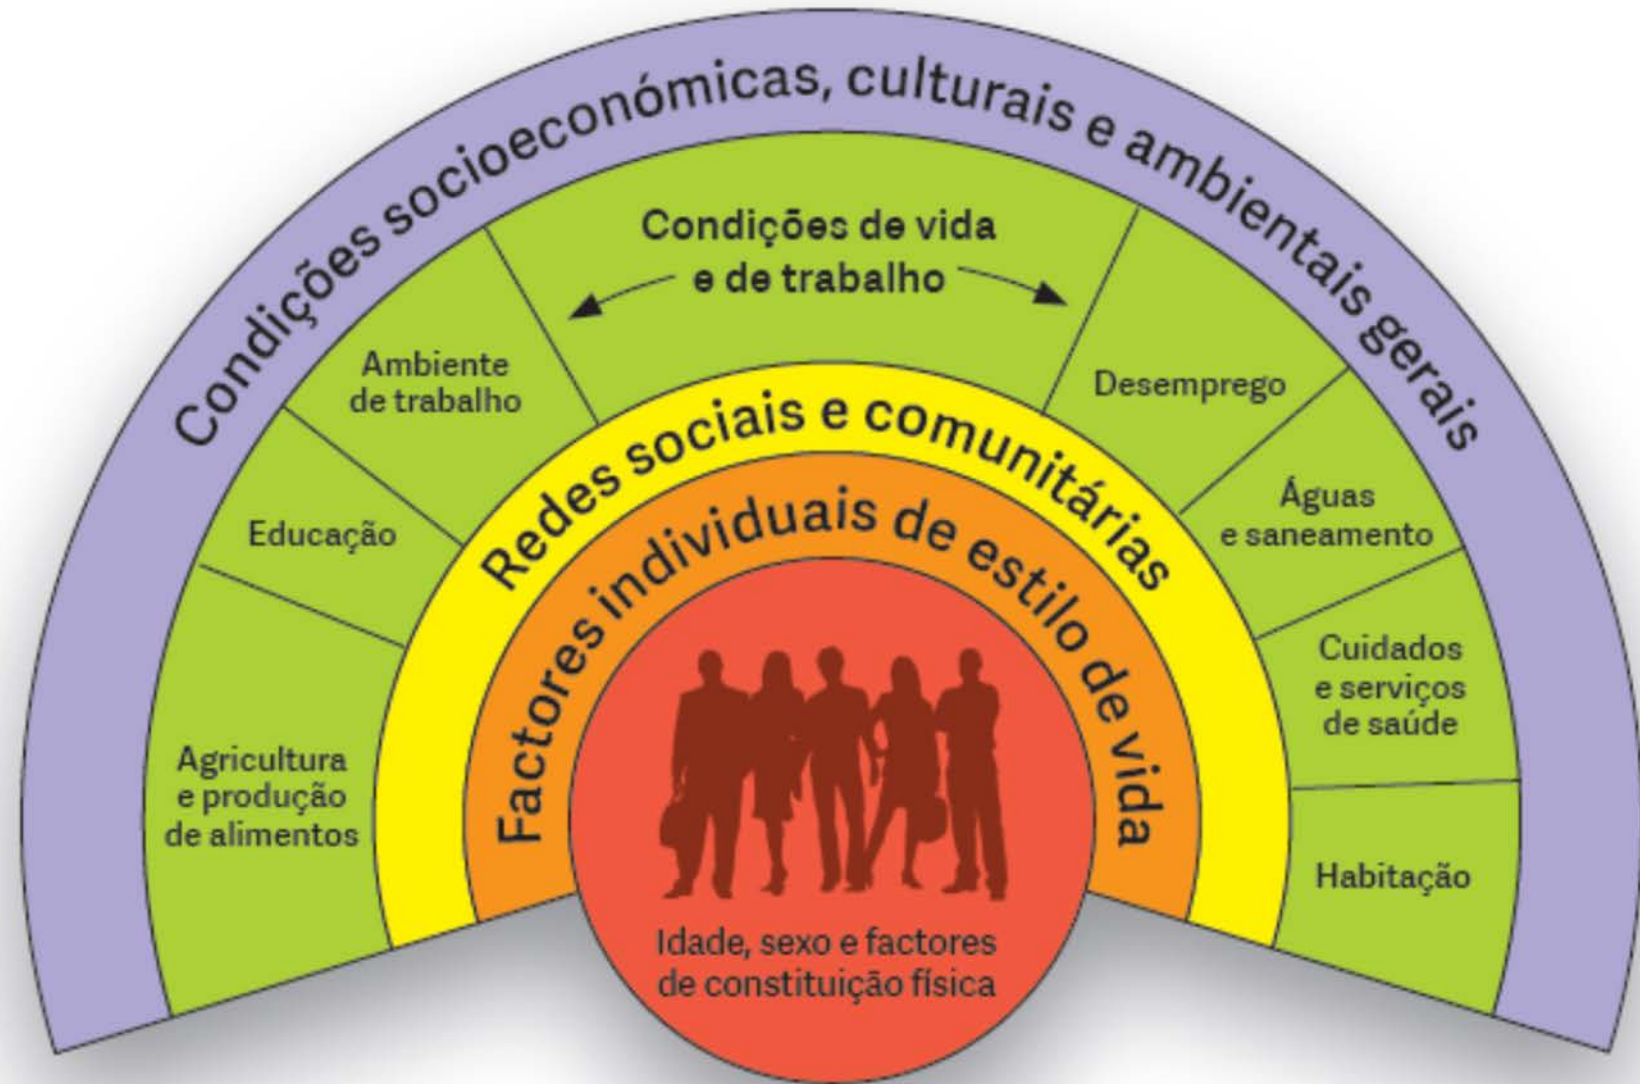 Condições socioeconómicas, culturais e ambientais gerais
Condições de vida
e de trabalho
Ambiente
de trabalho
Educação
Agricultura
e produção
de alimentos
Desemprego
Águas
e saneamento
Cuidados
e serviços
de saúde
Habitação
Redes sociais e comunitárias
Factores individuais de estilo de vida
Idade, sexo e factores
de constituição física